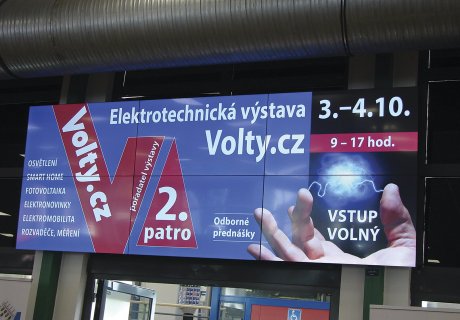 Elektrotechnická výstava
Volty.cz
3.–4.10.
9 – 17 hod.
VSTUP
VOLNÝ
Volty.cz
pořadatel výstavy
2.
patro
OSVĚTLENÍ
SMART HOME
FOTOVOLTAIKA
ELEKTRONOVINKY
ELEKTROMOBILITA
ROZVADĚČE, MĚŘENÍ
Odborné
přednášky